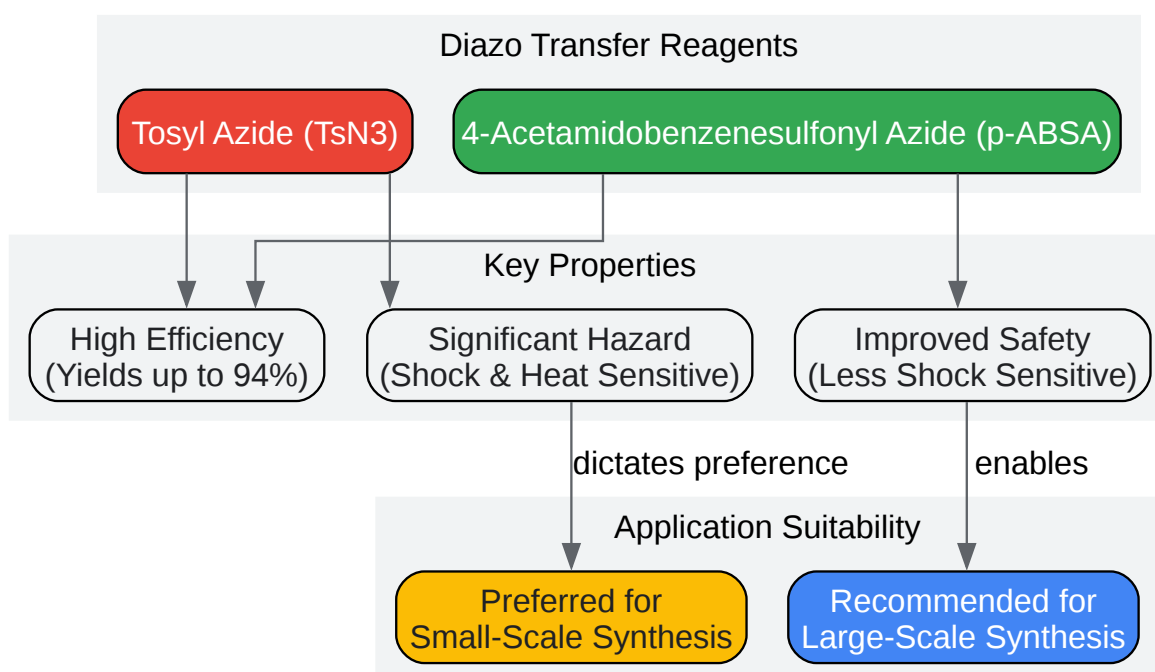 Diazo Transfer Reagents
Tosyl Azide (TsN3)
4-Acetamidobenzenesulfonyl Azide (p-ABSA)
Key Properties
High Efficiency
(Yields up to 94%)
Significant Hazard
(Shock & Heat Sensitive)
Improved Safety
(Less Shock Sensitive)
dictates preference
enables
Application Suitability
Preferred for
Small-Scale Synthesis
Recommended for
Large-Scale Synthesis